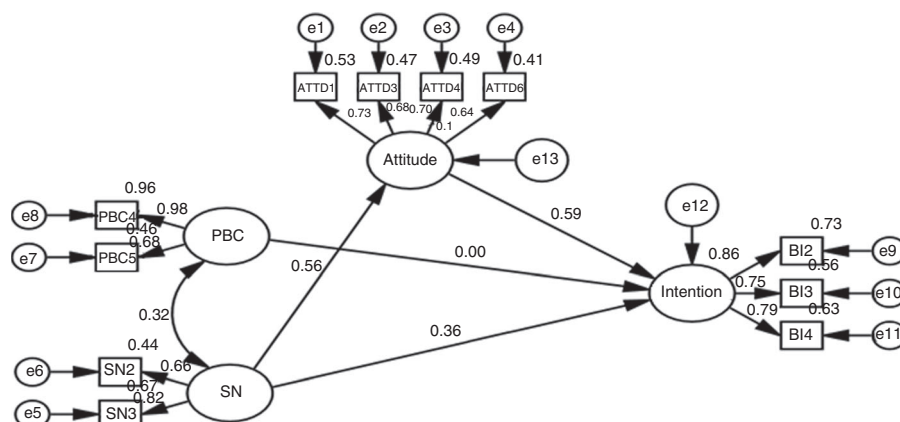 e1 e2 e3 e4
0.53 0.47 0.49 0.41
ATTD1 ATTD3 ATTD4 ATTD6
0.73 0.68 0.70 0.64
0.1
Attitude
e13
0.96
e8
PBC4
0.98
PBC
0.46
e7
PBC5
0.68
0.56
0.59
0.00
0.36
0.32
e12
0.86
Intention
0.73
BI2
e9
0.56
0.75
BI3
e10
0.63
0.79
BI4
e11
0.44
e6
SN2
0.66
SN
0.67
e5
SN3
0.82